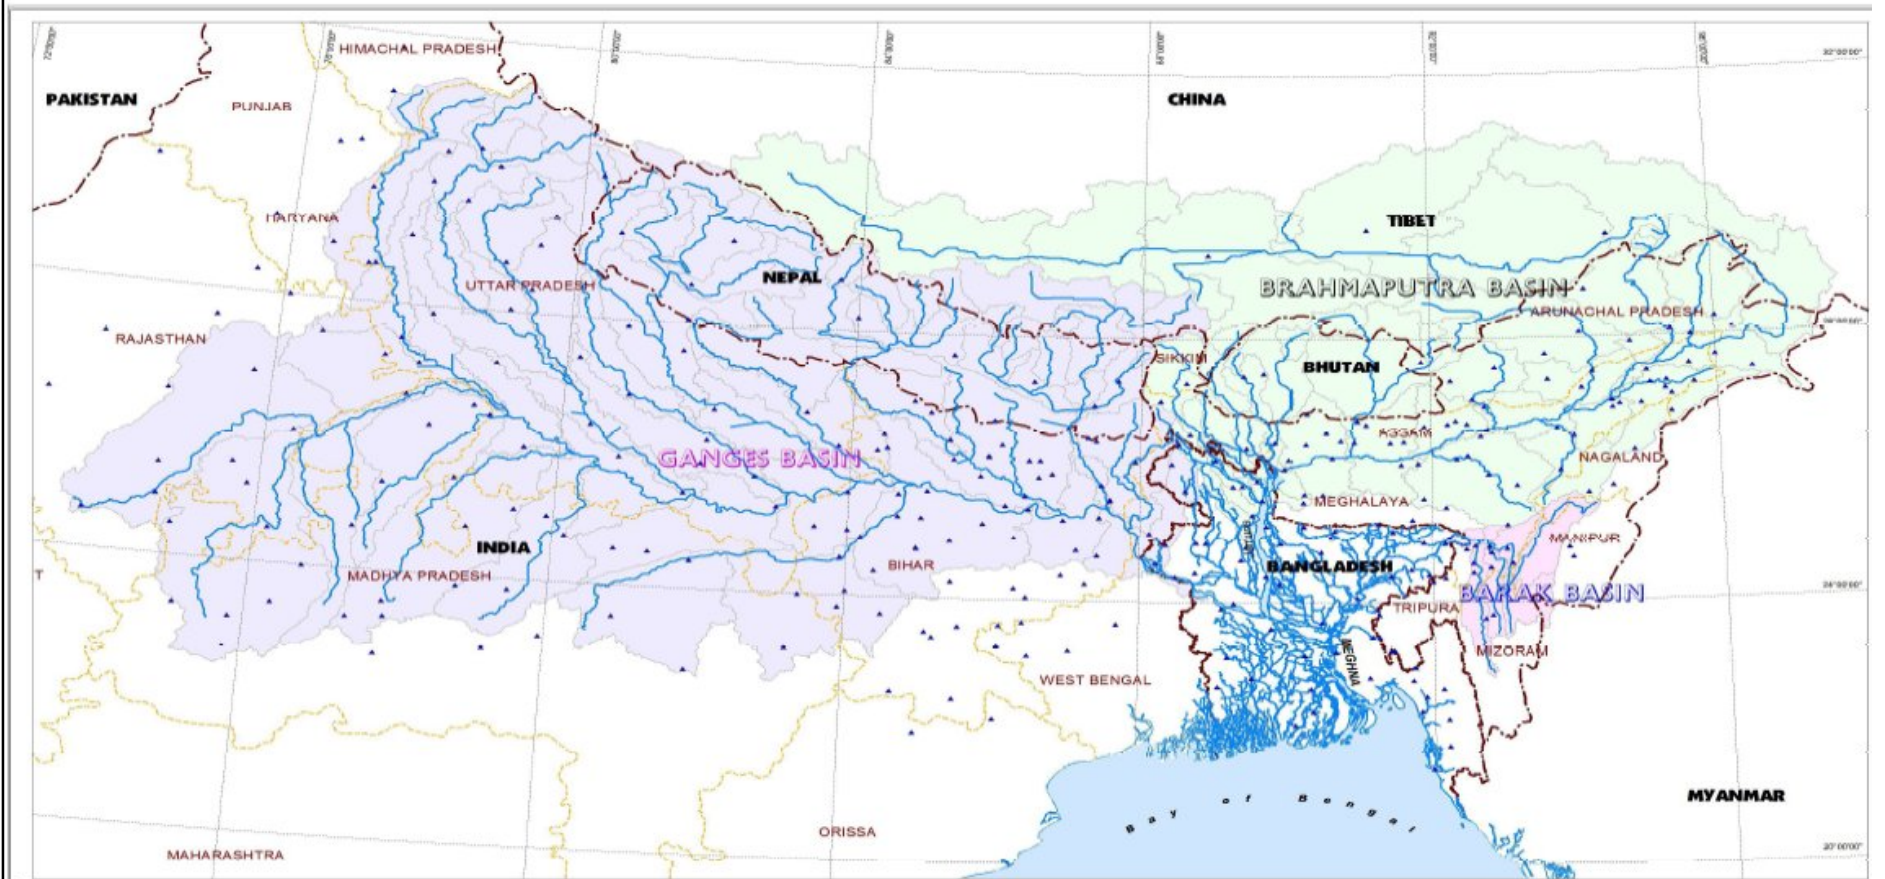 HIMACHAL PRADESH
PAKISTAN
PUNJAB
CHINA
HARYANA
TIBET
NEPAL
UTTAR PRADESH
BRAHMAPUTRA BASIN
ARUNACHAL PRADESH
RAJASTHAN
SIKKIM
BHUTAN
ASSAM
GANGES BASIN
NAGALAND
MEGHALAYA
INDIA
MANIPUR
BANGLADESH
BIHAR
T
MADHYA PRADESH
BARAK BASIN
TRIPURA
MIZORAM
MEGHNA
WEST BENGAL
MYANMAR
Bay of Bengal
ORISSA
MAHARASHTRA